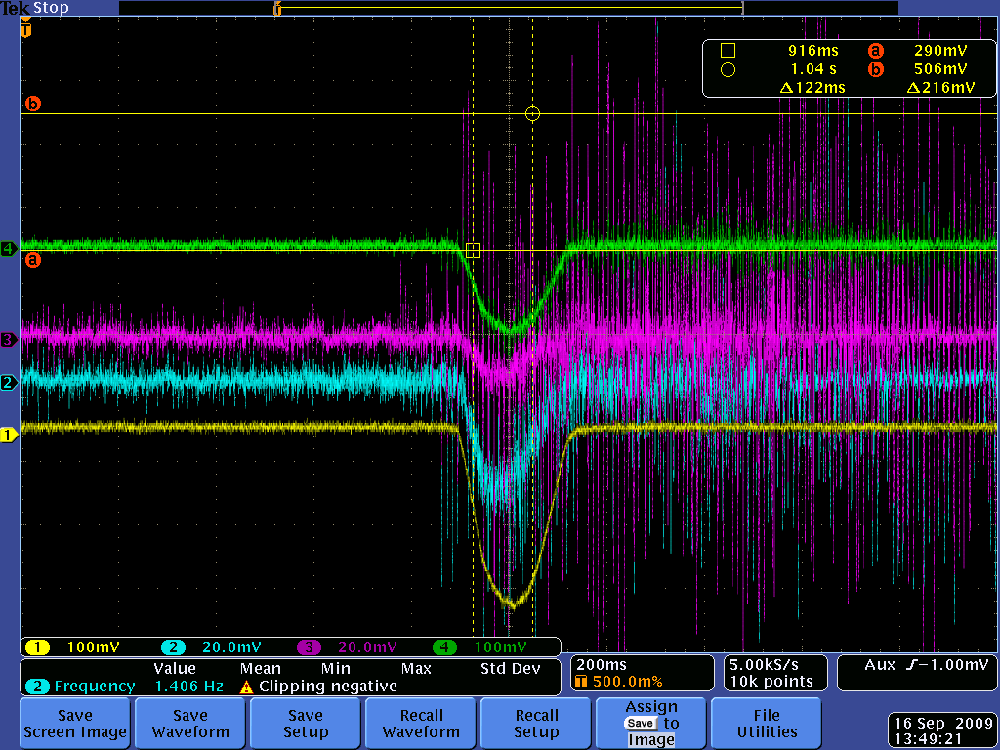 Tek Stop
T
T
916ms a 290mV
1.04 s b 506mV
Δ122ms Δ216mV
b
4
a
3
2
1
1 100mV 2 20.0mV 3 20.0mV 4 100mV
Value Mean Min Max Std Dev
2 Frequency 1.406 Hz Clipping negative
200ms
T 500.0m%
5.00kS/s
10k points
Aux ∫−1.00mV
Save Screen Image
Save Waveform
Save Setup
Recall Waveform
Recall Setup
Assign Save to Image
File Utilities
16 Sep 2009
13:49:21